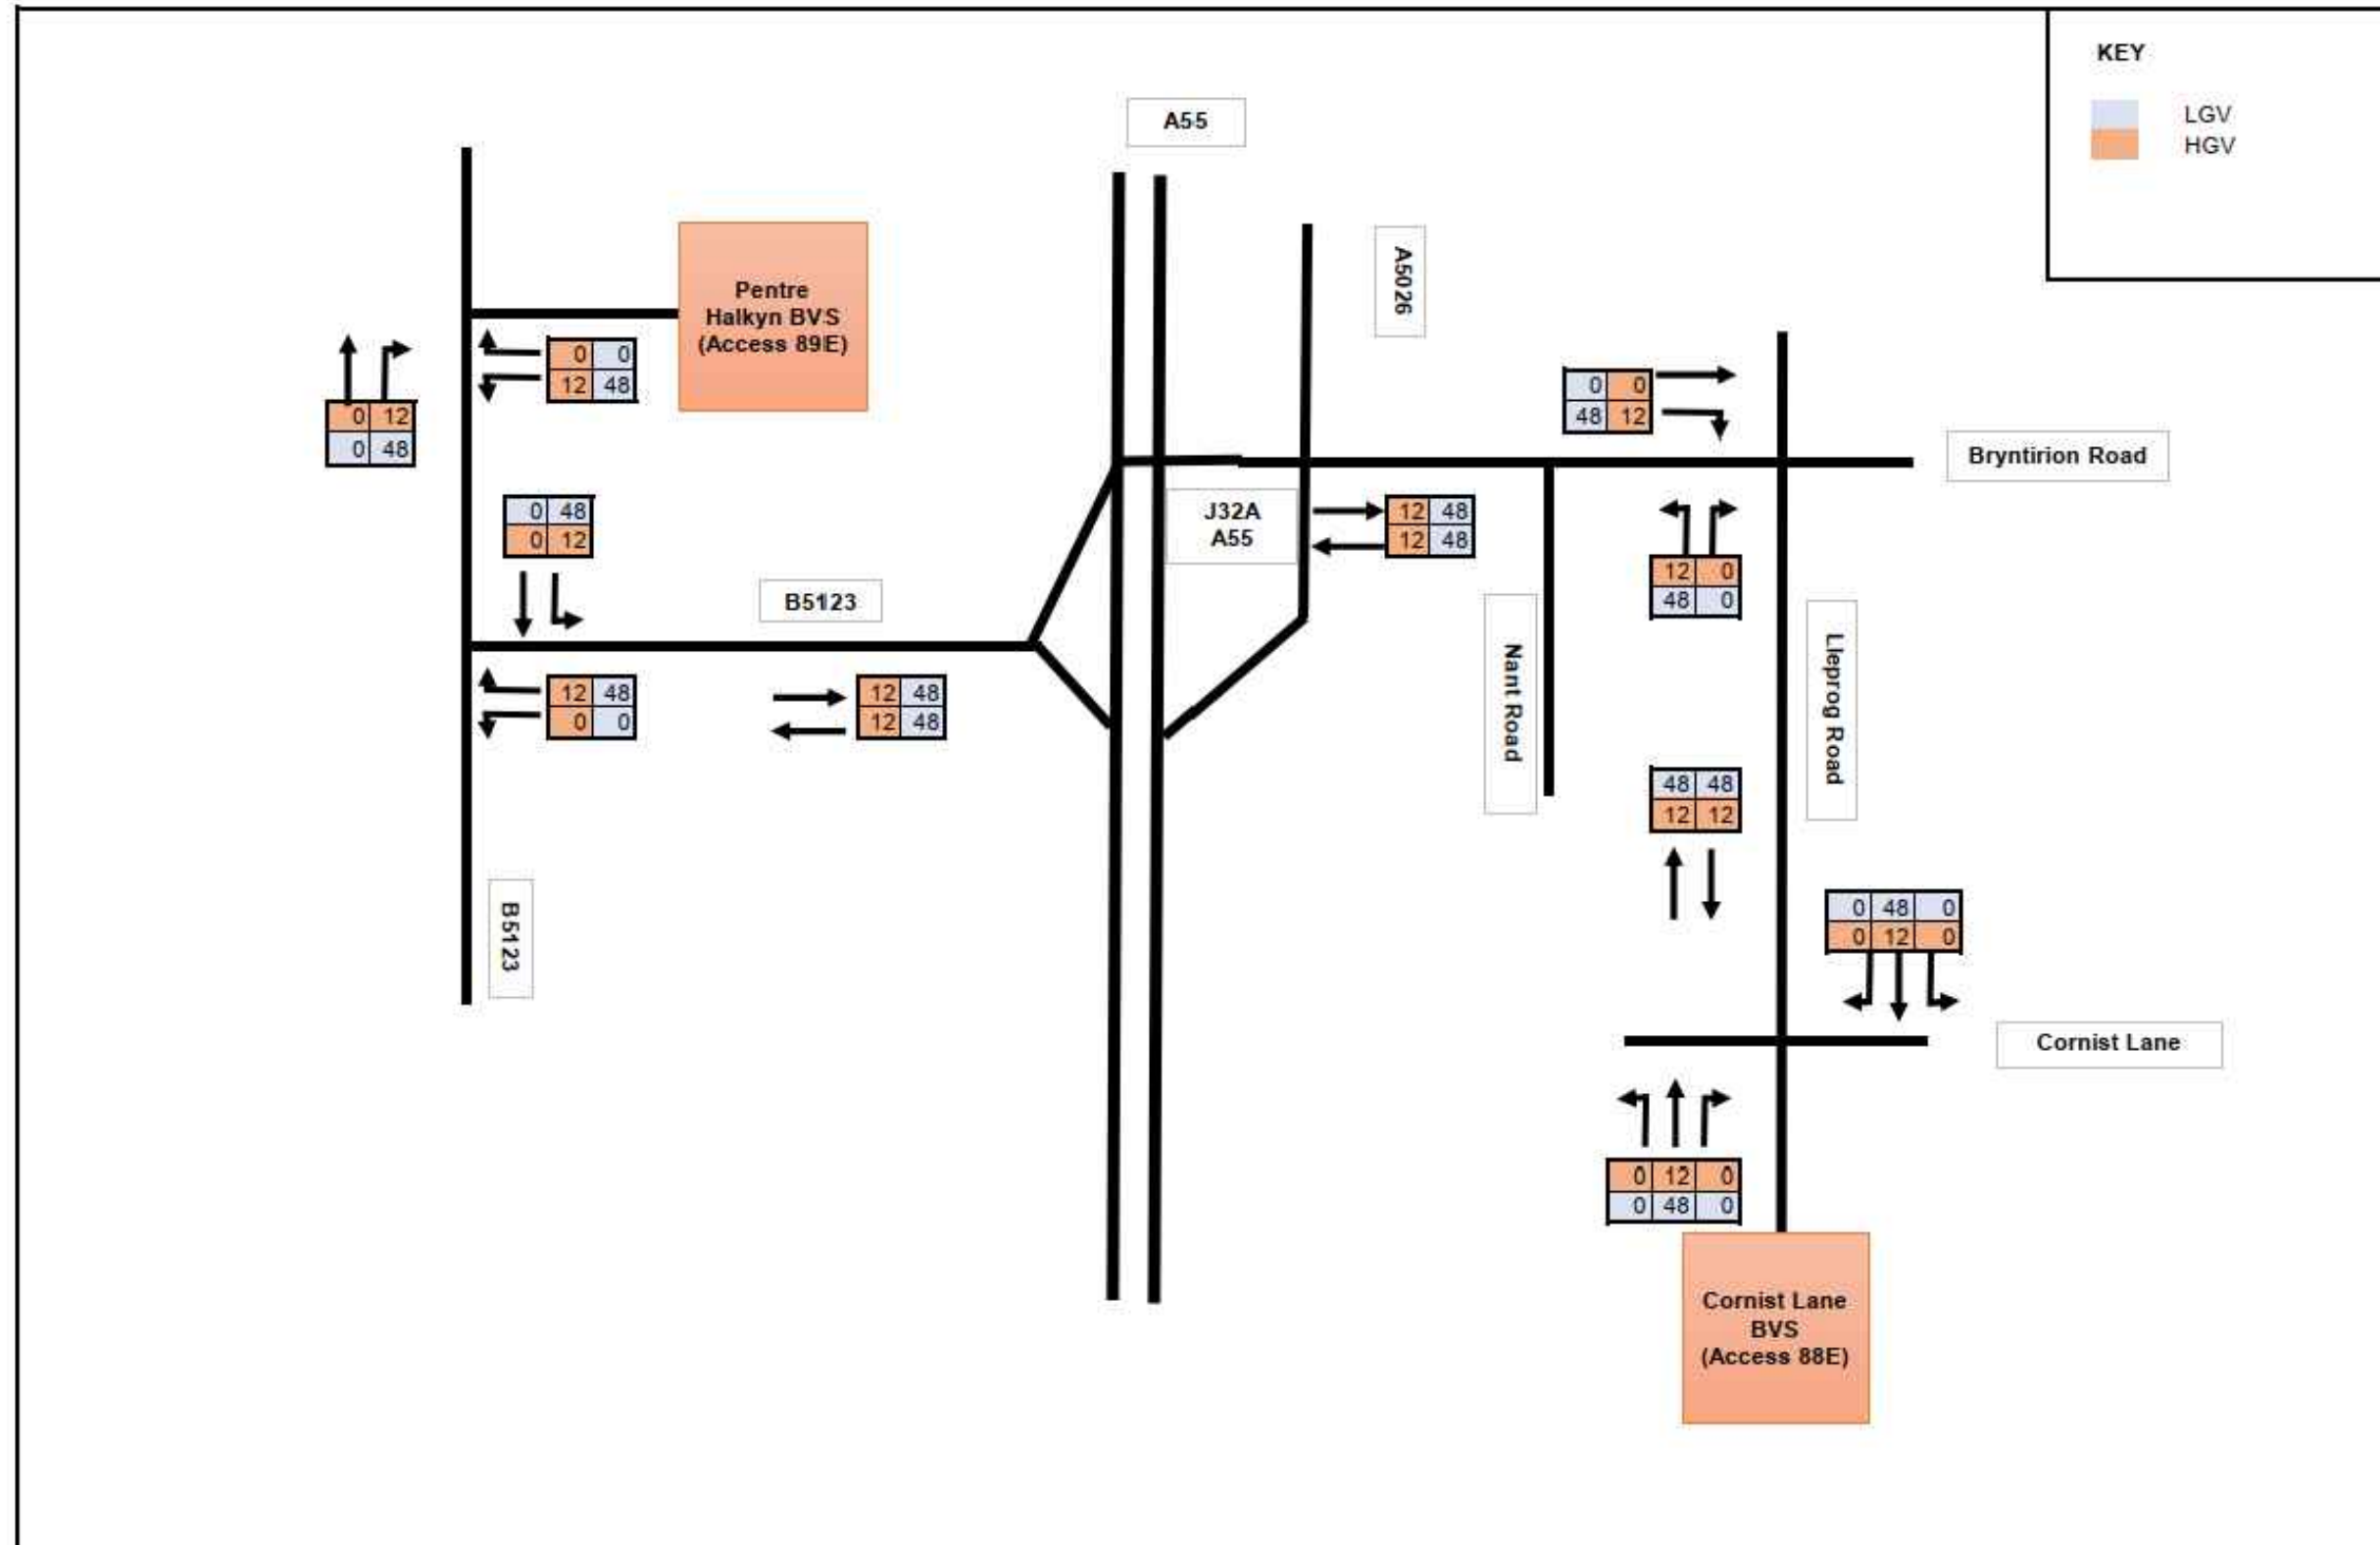 KEY
LGV
HGV
A55
A5026
Pentre
Halkyn BVS
(Access 89E)
0 0
12 48
0 12
0 48
0 0
48 12
Bryntirion Road
0 48
0 12
J32A
A55
12 48
12 48
12 0
48 0
B5123
Nant Road
Lleprog Road
12 48
0 0
12 48
12 48
48 48
12 12
B5123
0 48 0
0 12 0
Cornist Lane
0 12 0
0 48 0
Cornist Lane
BVS
(Access 88E)